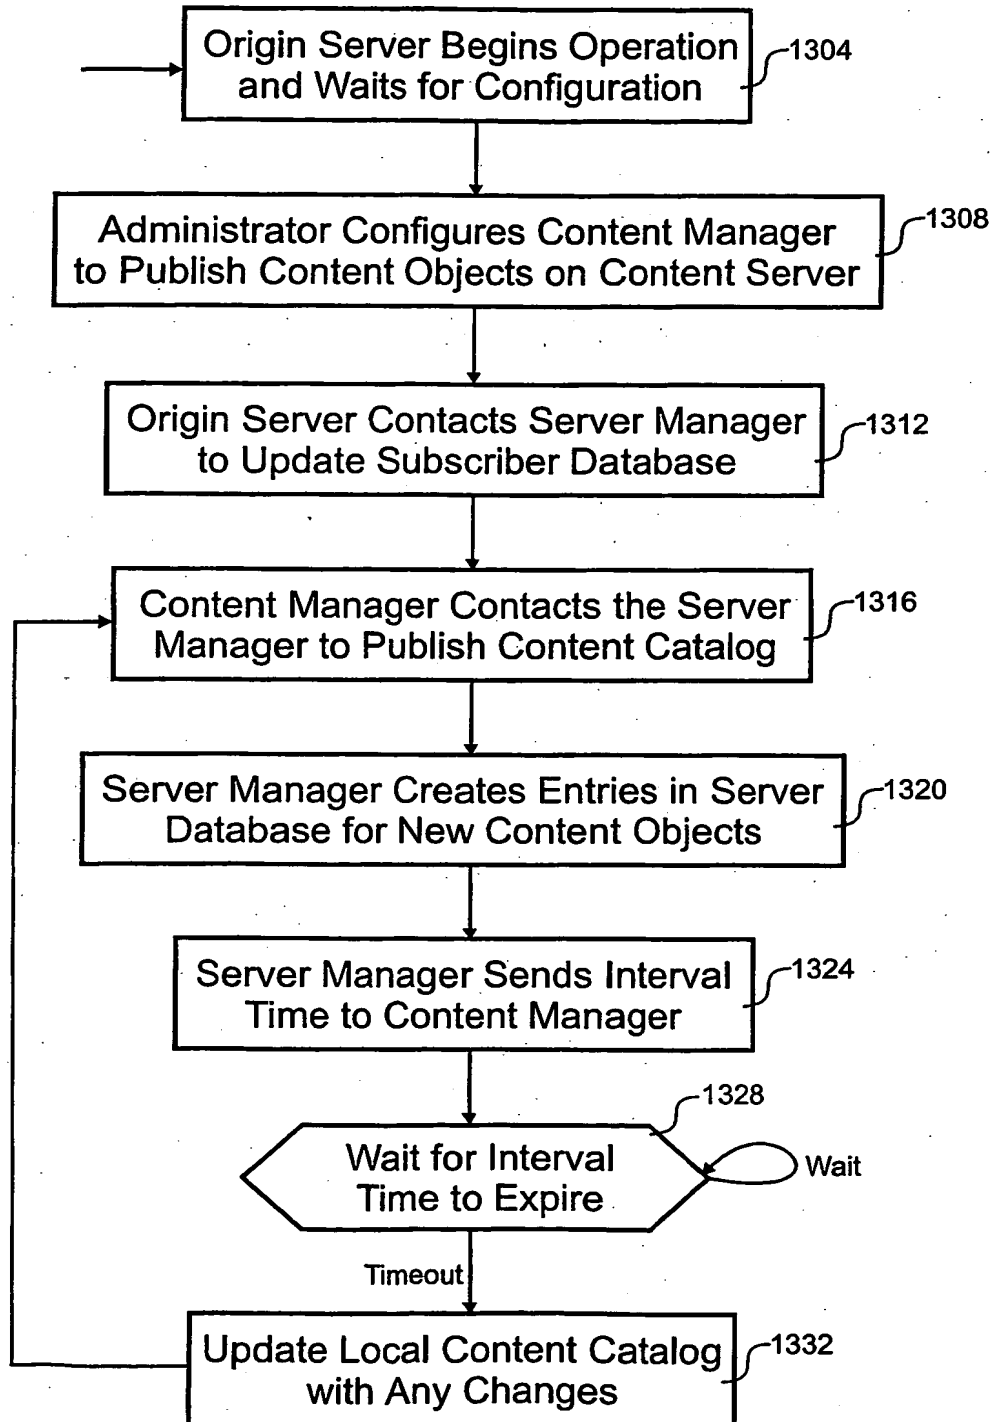 Origin Server Begins Operation
and Waits for Configuration
1304
Administrator Configures Content Manager
to Publish Content Objects on Content Server
1308
Origin Server Contacts Server Manager
to Update Subscriber Database
1312
Content Manager Contacts the Server
Manager to Publish Content Catalog
1316
Server Manager Creates Entries in Server
Database for New Content Objects
1320
Server Manager Sends Interval
Time to Content Manager
1324
1328
Wait for Interval
Time to Expire
Wait
Timeout
Update Local Content Catalog
with Any Changes
1332